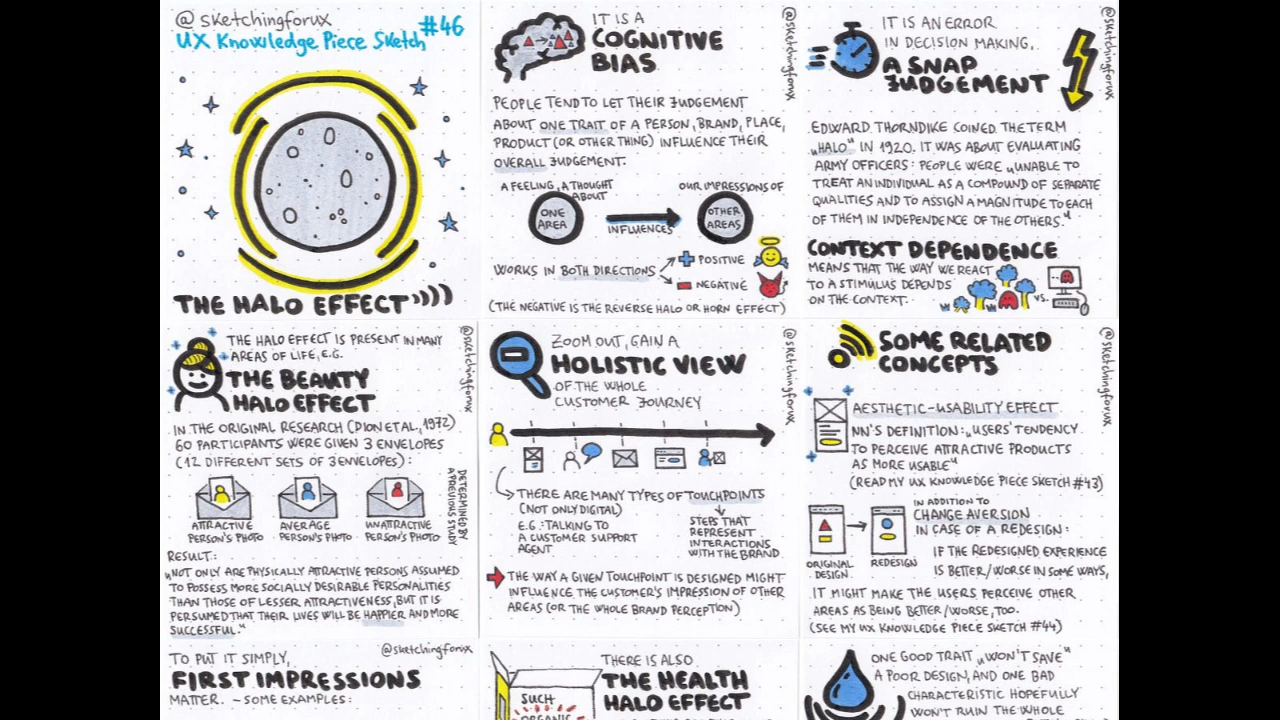 @sketchingforux
#46
UX Knowledge Piece Sketch
THE HALO EFFECT
@sketchingforux
IT IS A
COGNITIVE
BIAS
PEOPLE TEND TO LET THEIR JUDGEMENT
ABOUT ONE TRAIT OF A PERSON, BRAND, PLACE,
PRODUCT (OR OTHER THING) INFLUENCE THEIR
OVERALL JUDGEMENT.
A FEELING, A THOUGHT
ABOUT
OUR IMPRESSIONS OF
ONE
AREA
INFLUENCES
OTHER
AREAS
WORKS IN BOTH DIRECTIONS
POSITIVE
NEGATIVE
(THE NEGATIVE IS THE REVERSE HALO OR HORN EFFECT)
@sketchingforux
IT IS AN ERROR
IN DECISION MAKING,
A SNAP
JUDGEMENT
EDWARD THORNDIKE COINED THE TERM
„HALO" IN 1920. IT WAS ABOUT EVALUATING
ARMY OFFICERS: PEOPLE WERE „UNABLE TO
TREAT AN INDIVIDUAL AS A COMPOUND OF SEPARATE
QUALITIES AND TO ASSIGN A MAGNITUDE TO EACH
OF THEM IN INDEPENDENCE OF THE OTHERS."
CONTEXT DEPENDENCE
MEANS THAT THE WAY WE REACT
TO A STIMULUS DEPENDS
ON THE CONTEXT.
VS.
@sketchingforux
THE HALO EFFECT IS PRESENT IN MANY
AREAS OF LIFE, E.G.
THE BEAUTY
HALO EFFECT
IN THE ORIGINAL RESEARCH (DION ET AL., 1972)
60 PARTICIPANTS WERE GIVEN 3 ENVELOPES
(12 DIFFERENT SETS OF 3 ENVELOPES):
ATTRACTIVE
PERSON'S PHOTO
AVERAGE
PERSON'S PHOTO
UNATTRACTIVE
PERSON'S PHOTO
DETERMINED BY
A PREVIOUS STUDY
RESULT:
„NOT ONLY ARE PHYSICALLY ATTRACTIVE PERSONS ASSUMED
TO POSSESS MORE SOCIALLY DESIRABLE PERSONALITIES
THAN THOSE OF LESSER ATTRACTIVENESS, BUT IT IS
PERSUMED THAT THEIR LIVES WILL BE HAPPIER AND MORE
SUCCESSFUL."
@sketchingforux
ZOOM OUT, GAIN A
HOLISTIC VIEW
OF THE WHOLE
CUSTOMER JOURNEY
THERE ARE MANY TYPES OF TOUCHPOINTS
(NOT ONLY DIGITAL)
E.G.: TALKING TO
A CUSTOMER SUPPORT
AGENT
STEPS THAT
REPRESENT
INTERACTIONS
WITH THE BRAND
THE WAY A GIVEN TOUCHPOINT IS DESIGNED MIGHT
INFLUENCE THE CUSTOMER'S IMPRESSION OF OTHER
AREAS (OR THE WHOLE BRAND PERCEPTION)
@sketchingforux
SOME RELATED
CONCEPTS
AESTHETIC-USABILITY EFFECT
NN'S DEFINITION: „USERS' TENDENCY
TO PERCEIVE ATTRACTIVE PRODUCTS
AS MORE USABLE"
(READ MY UX KNOWLEDGE PIECE SKETCH #43)
IN ADDITION TO
CHANGE AVERSION
IN CASE OF A REDESIGN:
ORIGINAL
DESIGN
REDESIGN
IF THE REDESIGNED EXPERIENCE
IS BETTER/WORSE IN SOME WAYS,
IT MIGHT MAKE THE USERS PERCEIVE OTHER
AREAS AS BEING BETTER/WORSE, TOO.
(SEE MY UX KNOWLEDGE PIECE SKETCH #44)
@sketchingforux
TO PUT IT SIMPLY,
FIRST IMPRESSIONS
MATTER. – SOME EXAMPLES:
THERE IS ALSO
THE HEALTH
HALO EFFECT
SUCH
ORGANIC
ONE GOOD TRAIT „WON'T SAVE"
A POOR DESIGN, AND ONE BAD
CHARACTERISTIC HOPEFULLY
WON'T RUIN THE WHOLE